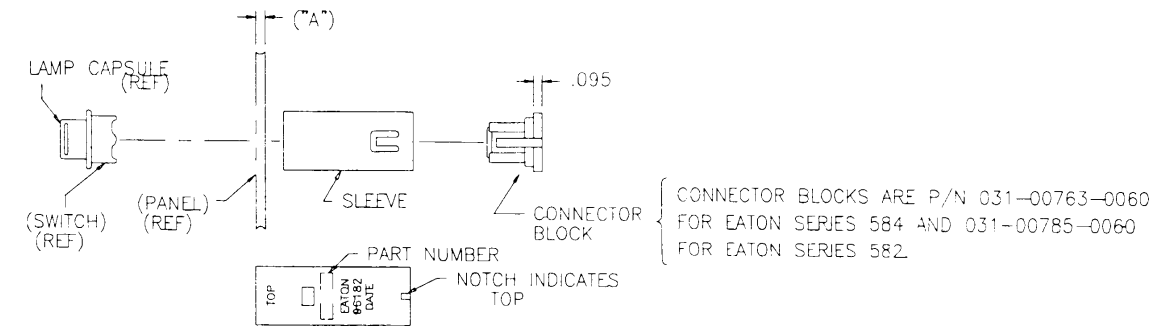 ("A")
LAMP CAPSULE
(REF)
.095
(SWITCH)
(REF)
(PANEL)
(REF)
SLEEVE
CONNECTOR
BLOCK
CONNECTOR BLOCKS ARE P/N 031-00763-0060
FOR EATON SERIES 584 AND 031-00785-0060
FOR EATON SERIES 582
PART NUMBER
NOTCH INDICATES
TOP
TOP
EATON
96182
DATE